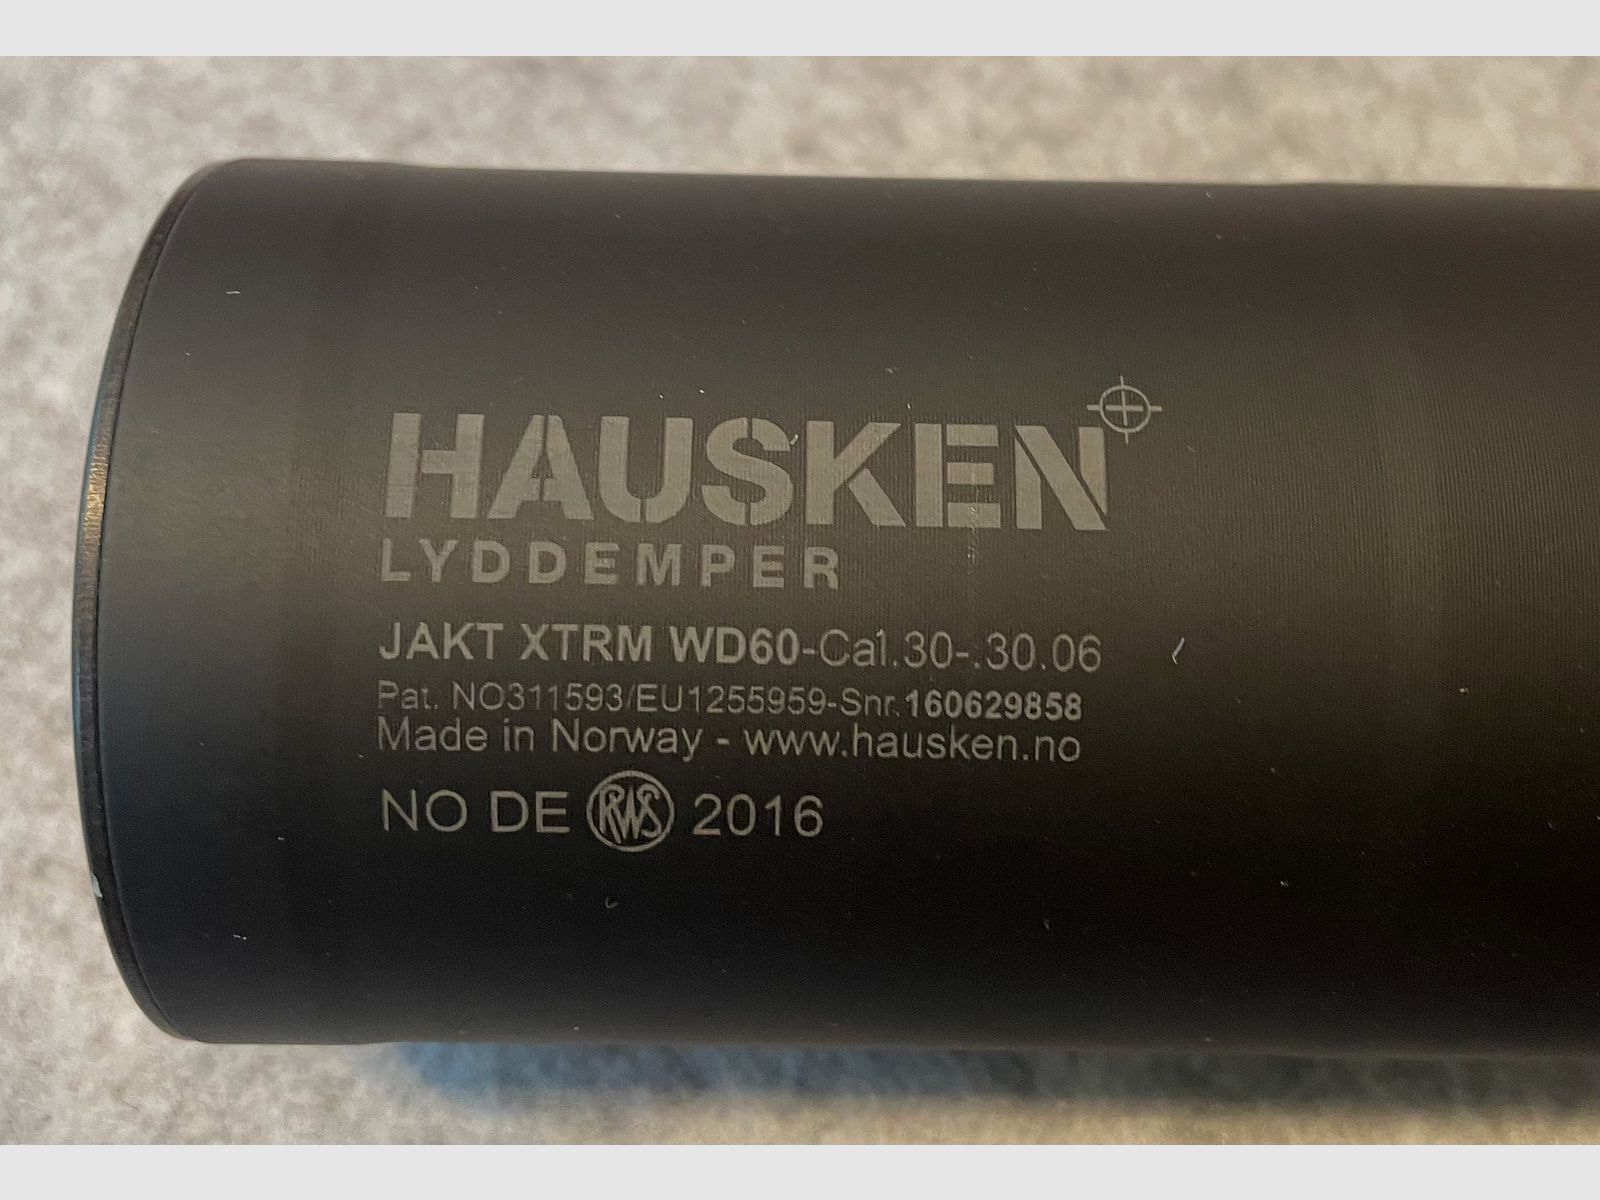 HAUSKEN
LYDDEMPER
JAKT XTRM WD60-Cal.30-.30.06
Pat. NO311593/EU1255959-Snr.160629858
Made in Norway - www.hausken.no
NO DE RWS 2016